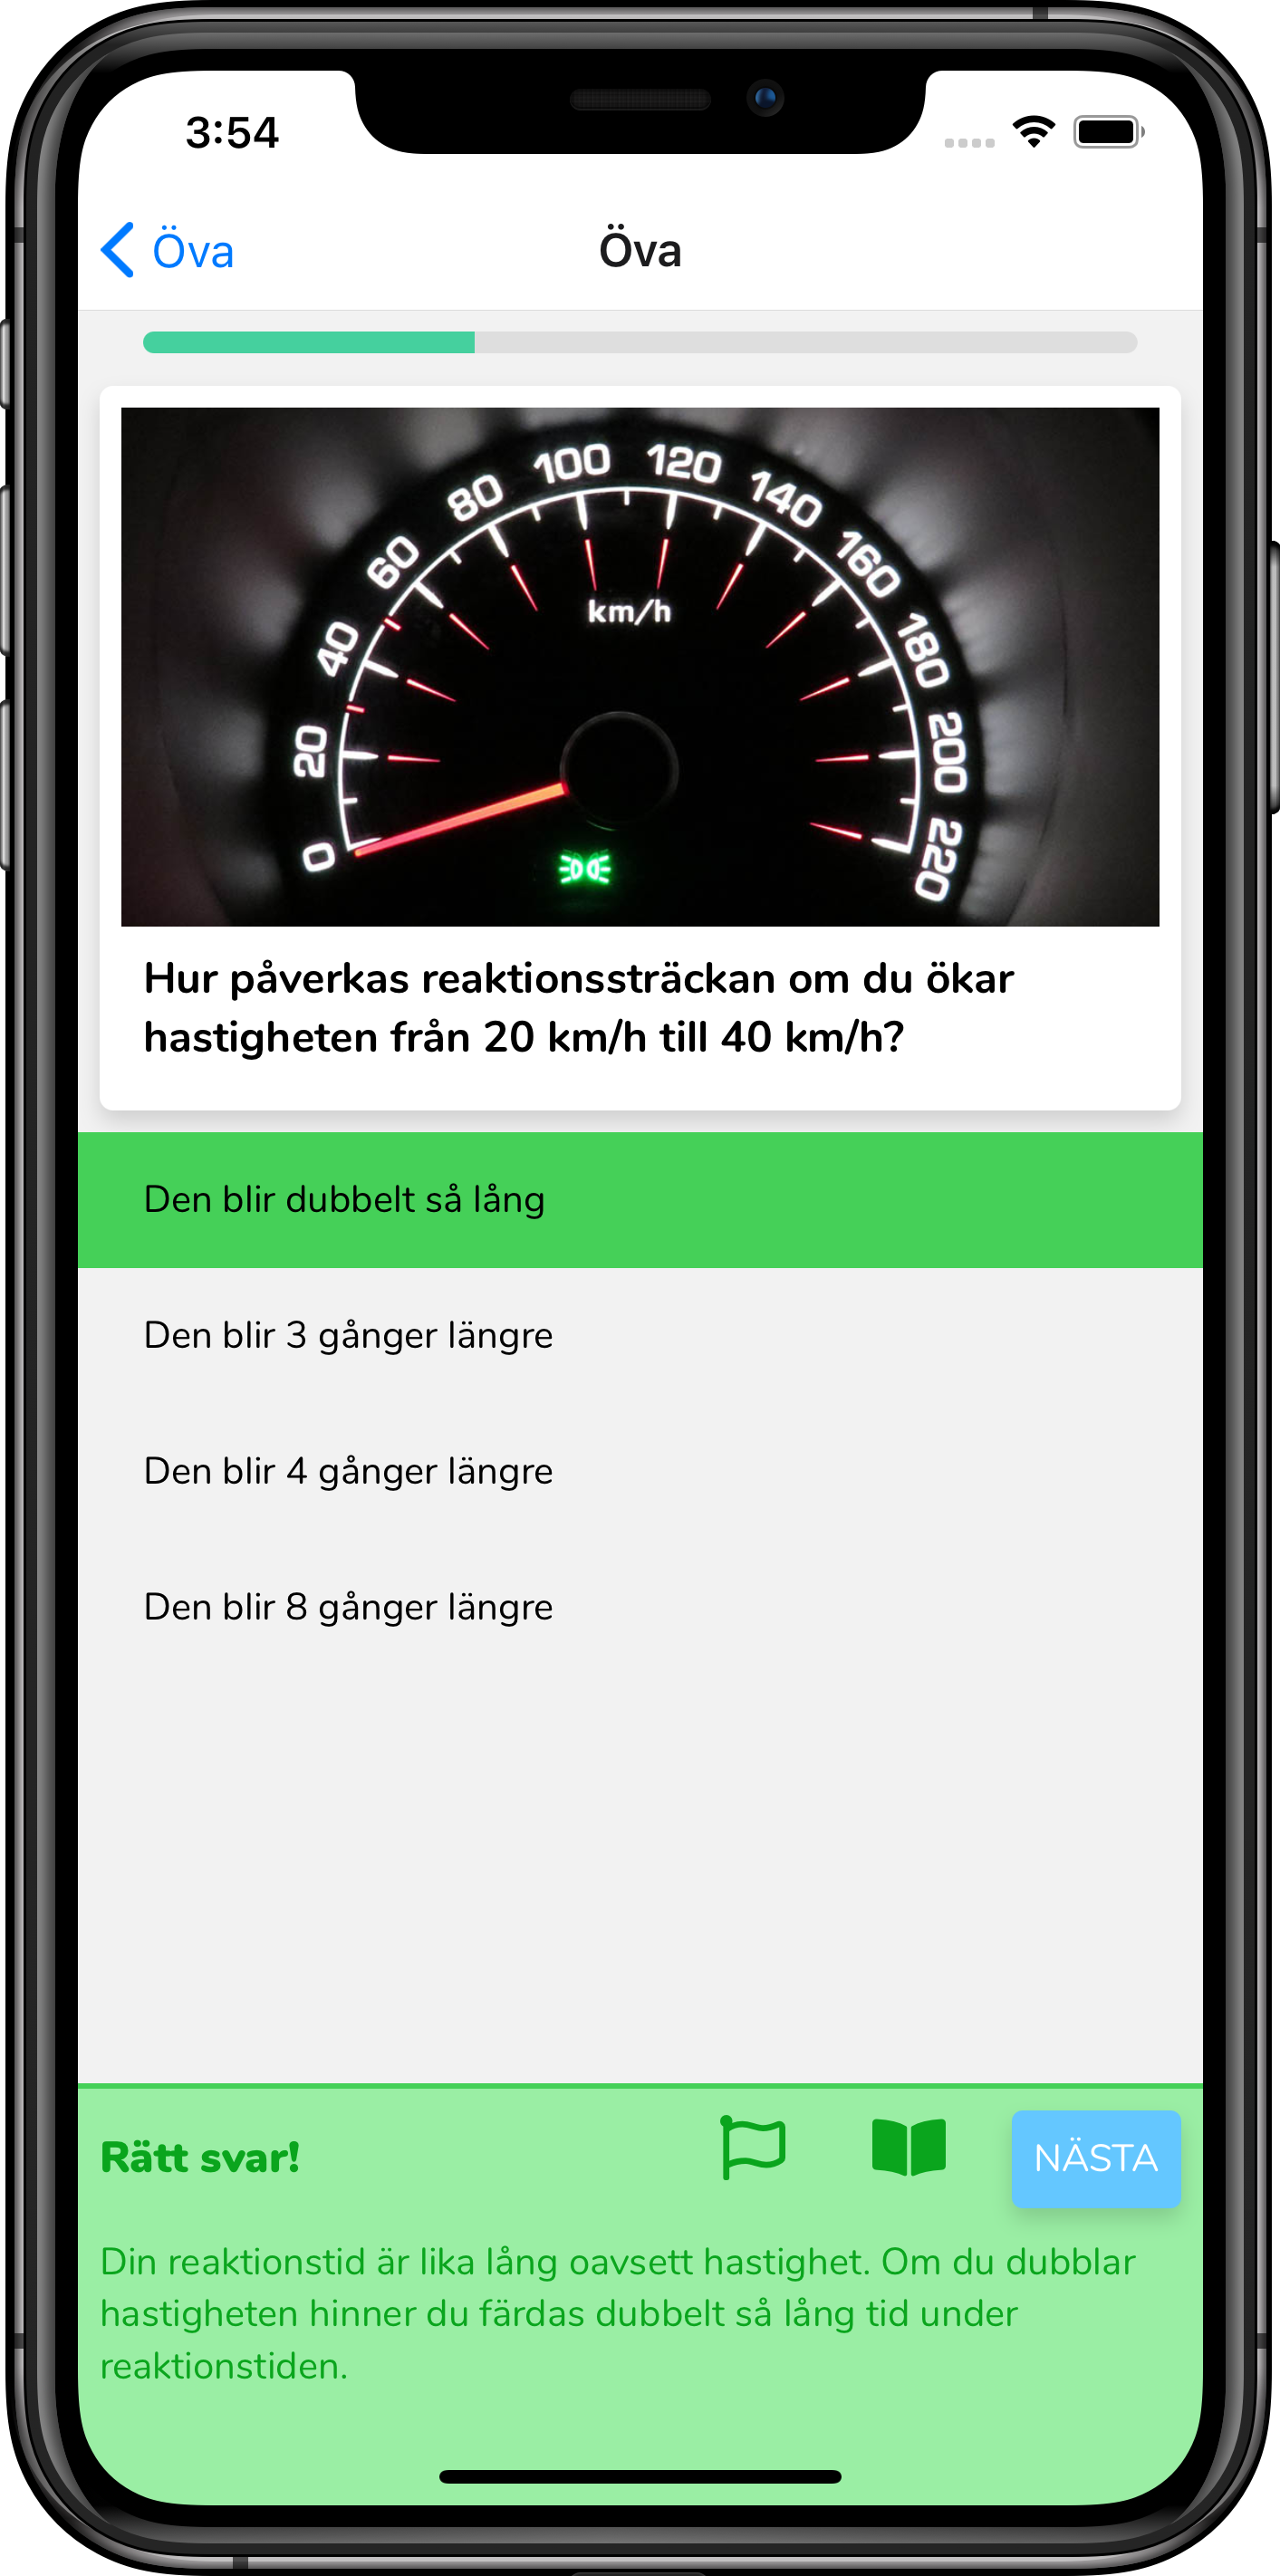 3:54
Öva
Öva
0
20
40
60
80
100
120
140
160
180
200
220
km/h
Hur påverkas reaktionssträckan om du ökar
hastigheten från 20 km/h till 40 km/h?
Den blir dubbelt så lång
Den blir 3 gånger längre
Den blir 4 gånger längre
Den blir 8 gånger längre
Rätt svar!
NÄSTA
Din reaktionstid är lika lång oavsett hastighet. Om du dubblar
hastigheten hinner du färdas dubbelt så lång tid under
reaktionstiden.